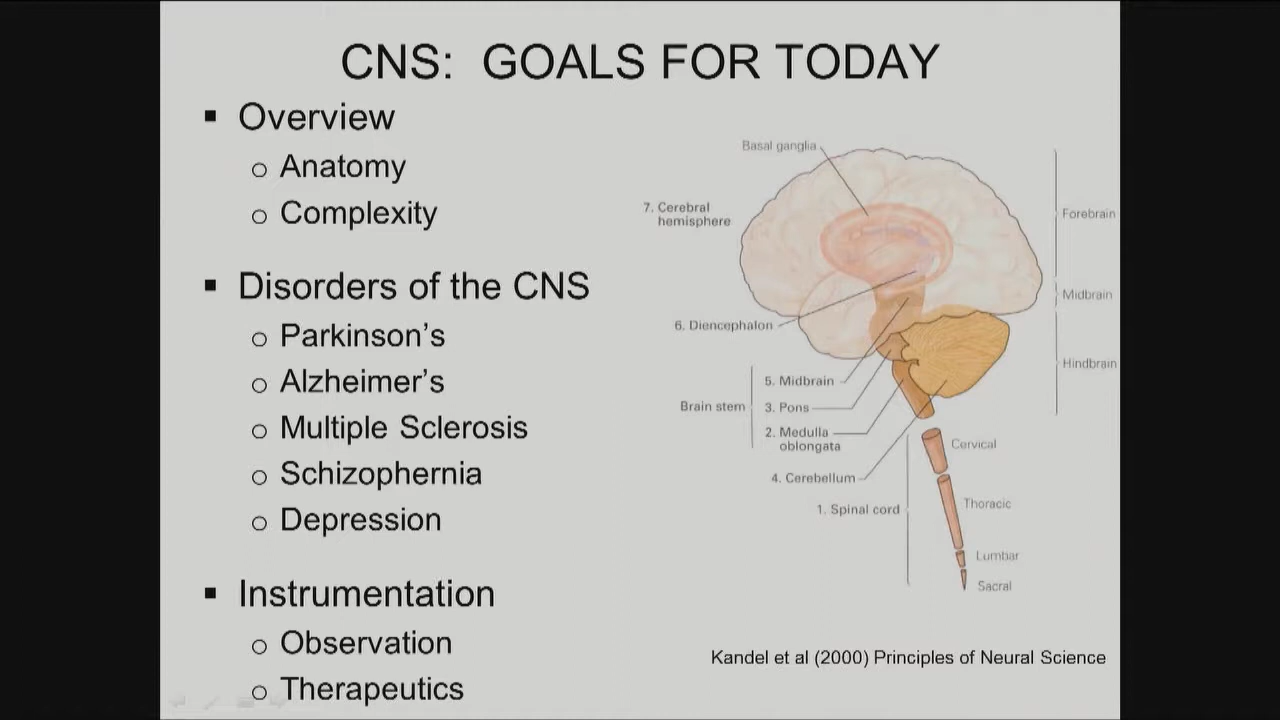 CNS: GOALS FOR TODAY
▪ Overview
o Anatomy
o Complexity
▪ Disorders of the CNS
o Parkinson’s
o Alzheimer’s
o Multiple Sclerosis
o Schizophernia
o Depression
▪ Instrumentation
o Observation
o Therapeutics
Basal ganglia
7. Cerebral
hemisphere
6. Diencephalon
Brain stem
5. Midbrain
3. Pons
2. Medulla
oblongata
4. Cerebellum
1. Spinal cord
Forebrain
Midbrain
Hindbrain
Cervical
Thoracic
Lumbar
Sacral
Kandel et al (2000) Principles of Neural Science